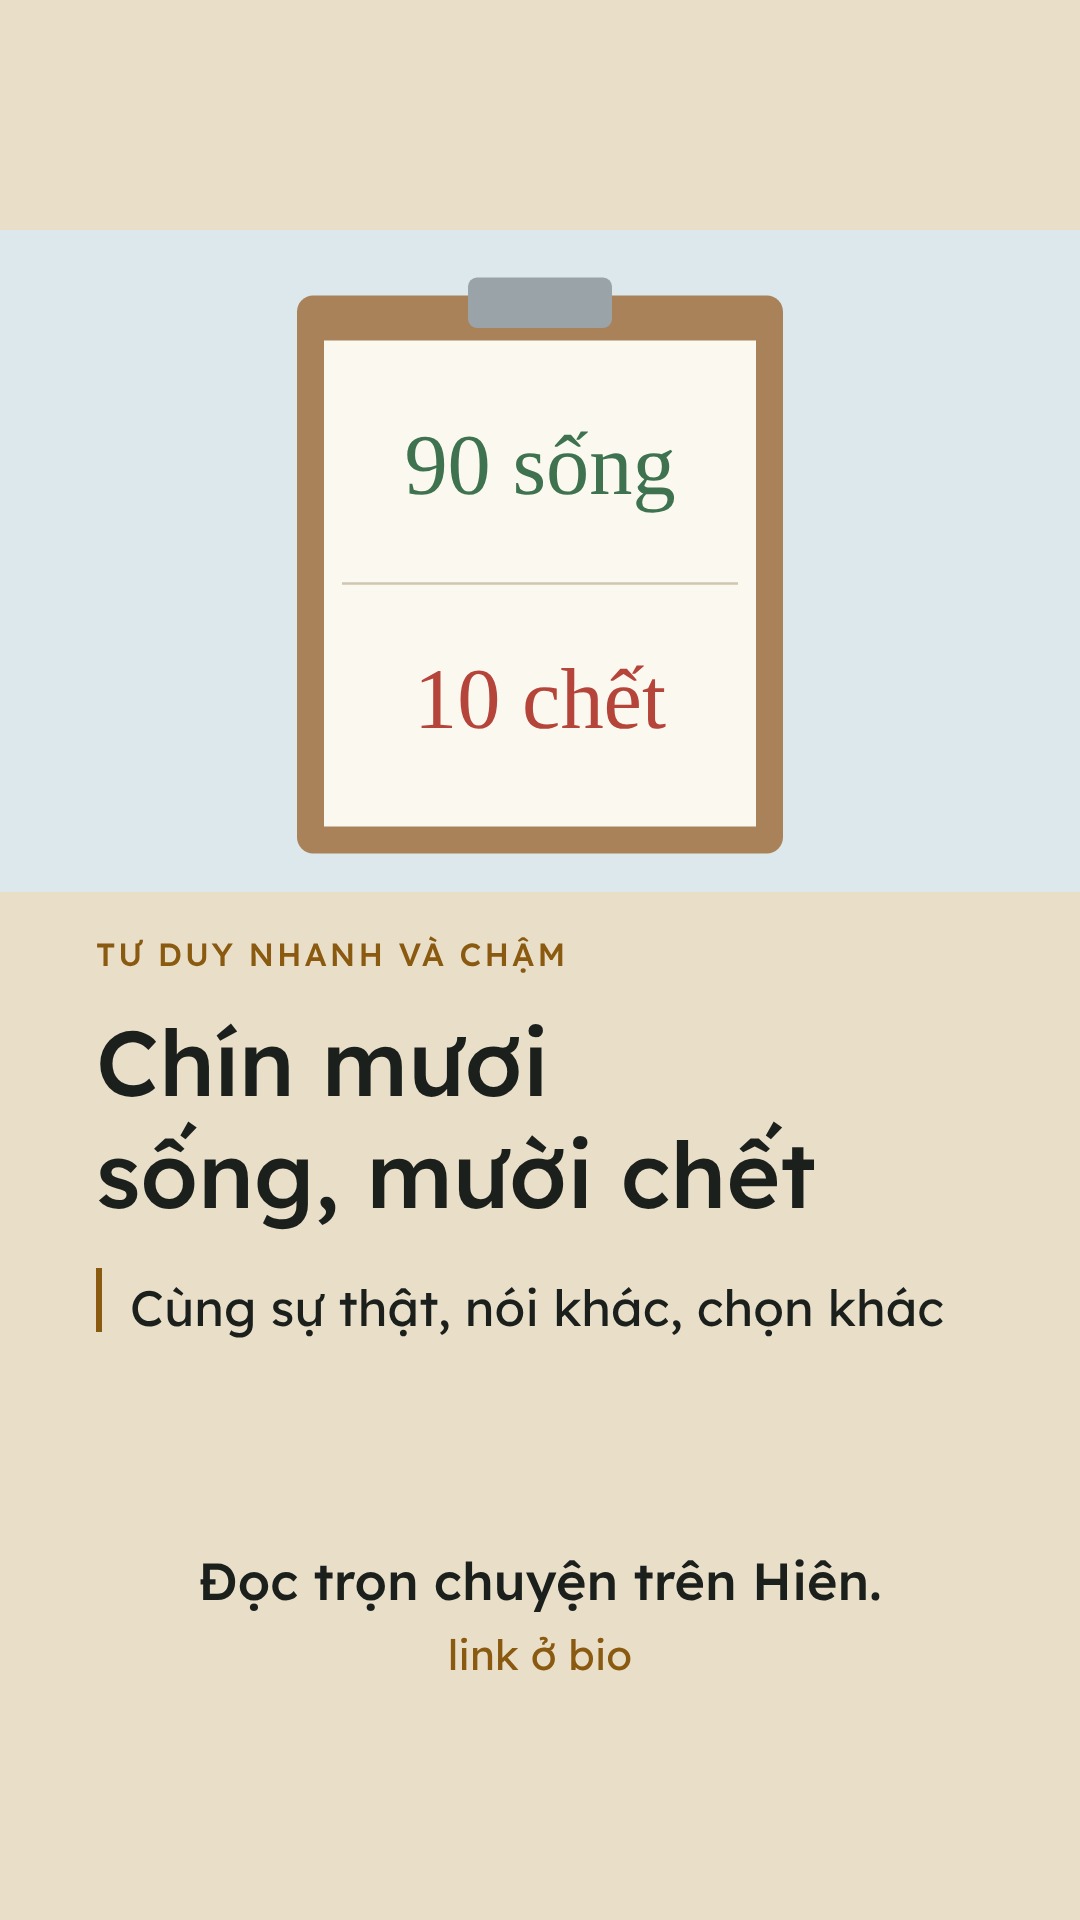 90 sống
10 chết
TƯ DUY NHANH VÀ CHẬM
Chín mươi
sống, mười chết
Cùng sự thật, nói khác, chọn khác
Đọc trọn chuyện trên Hiên.
link ở bio